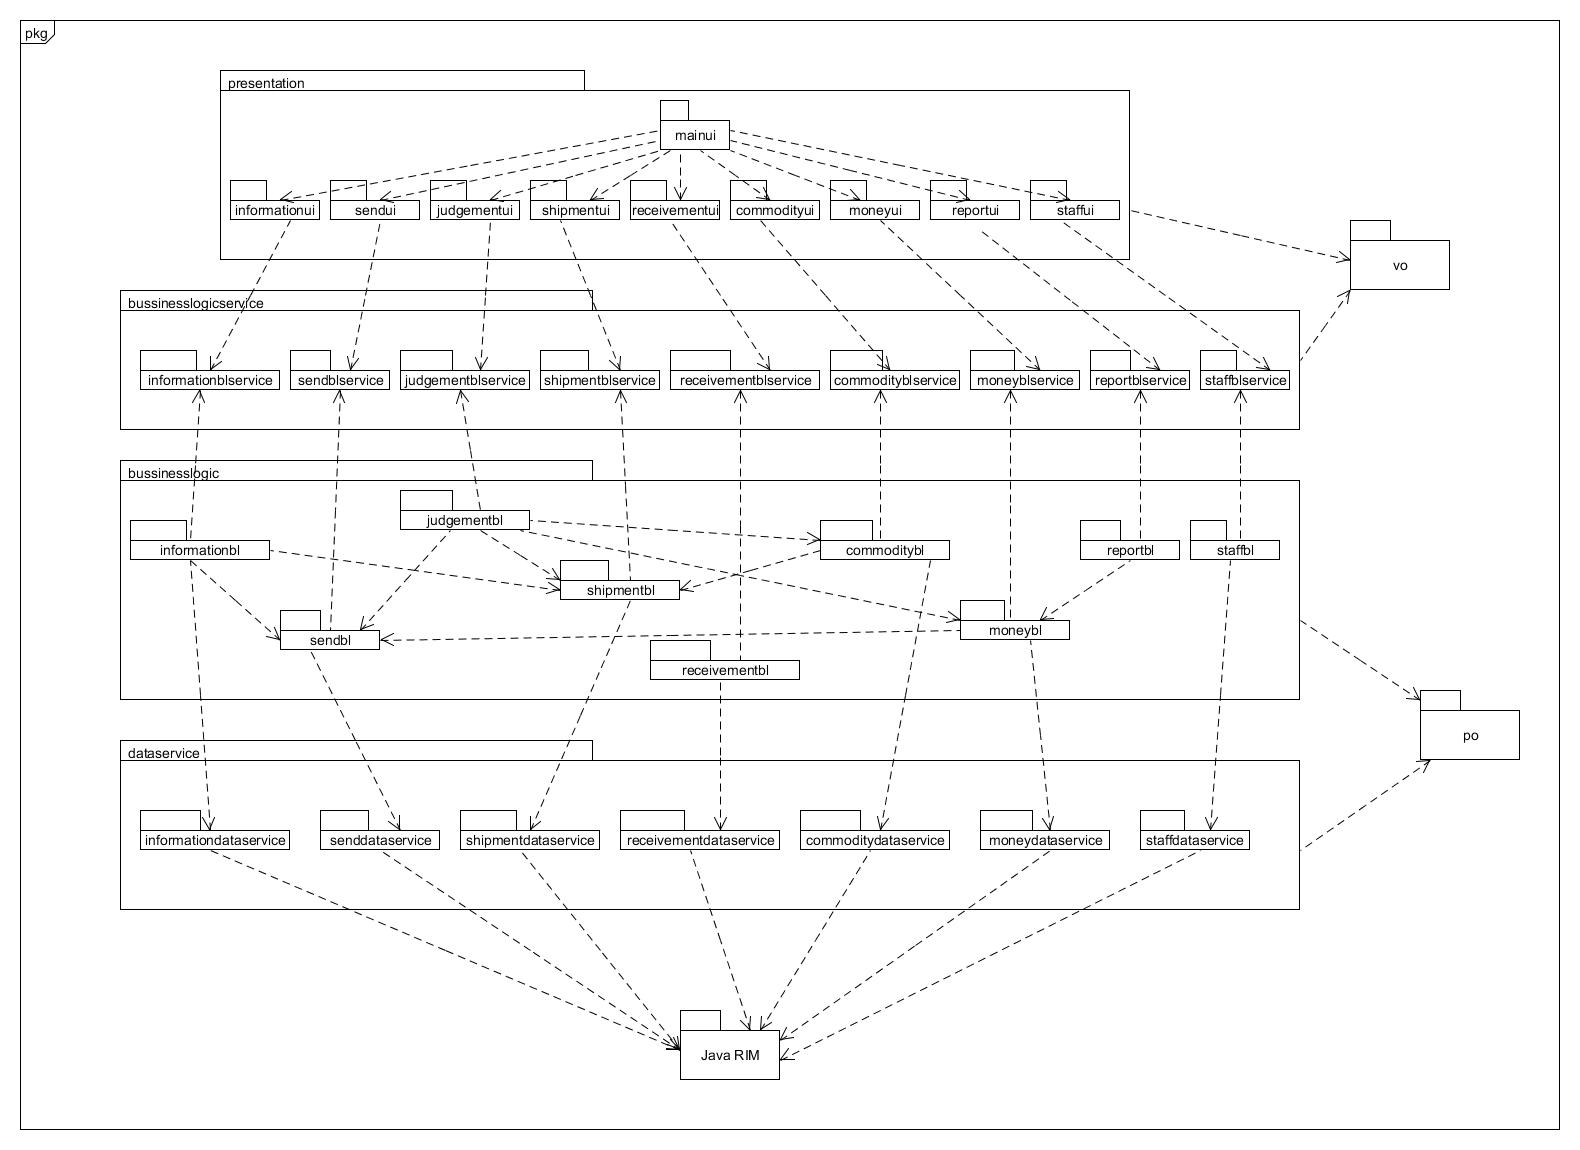 pkg
presentation
mainui
informationui
sendui
judgementui
shipmentui
receivementui
commodityui
moneyui
reportui
staffui
vo
bussinesslogicservice
informationblservice
sendblservice
judgementblservice
shipmentblservice
receivementblservice
commodityblservice
moneyblservice
reportblservice
staffblservice
bussinesslogic
judgementbl
informationbl
commoditybl
reportbl
staffbl
shipmentbl
sendbl
moneybl
receivementbl
po
dataservice
informationdataservice
senddataservice
shipmentdataservice
receivementdataservice
commoditydataservice
moneydataservice
staffdataservice
Java RIM